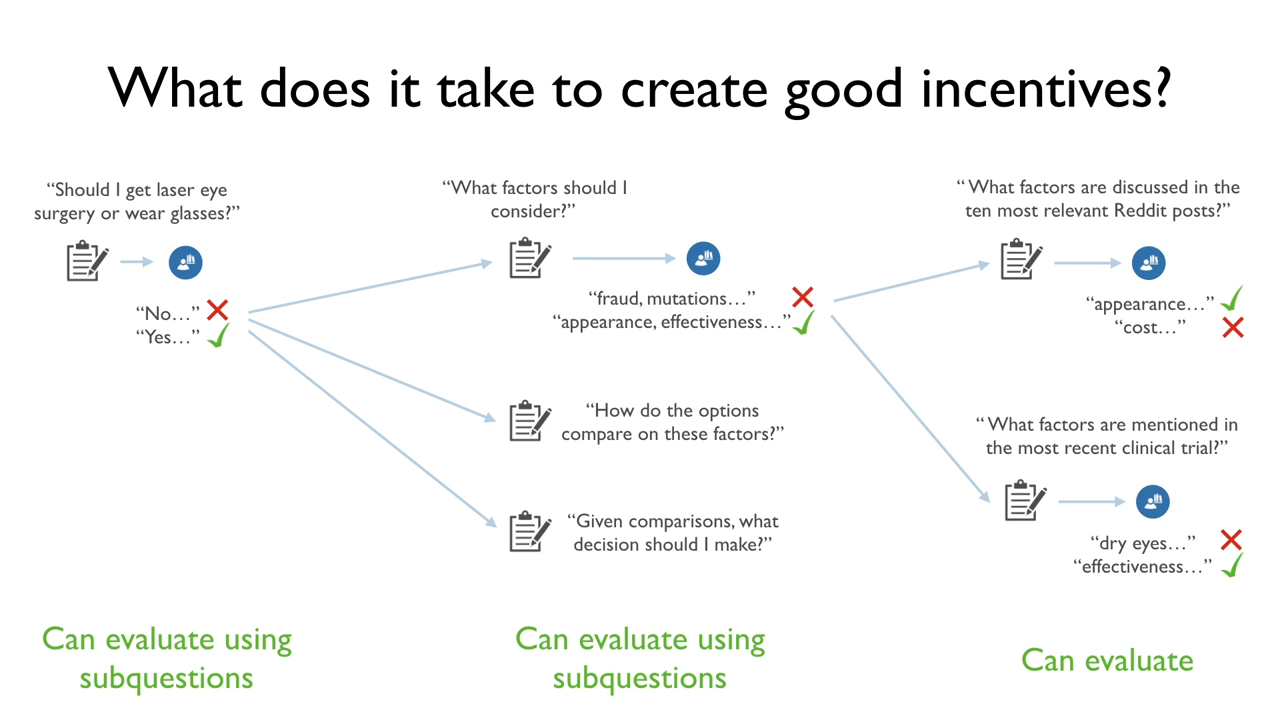 What does it take to create good incentives?
“Should I get laser eye
surgery or wear glasses?”
“No…”
“Yes…”
“What factors should I
consider?”
“fraud, mutations…”
“appearance, effectiveness…”
“How do the options
compare on these factors?”
“Given comparisons, what
decision should I make?”
“What factors are discussed in the
ten most relevant Reddit posts?”
“appearance…”
“cost…”
“What factors are mentioned in
the most recent clinical trial?”
“dry eyes…”
“effectiveness…”
Can evaluate using
subquestions
Can evaluate using
subquestions
Can evaluate